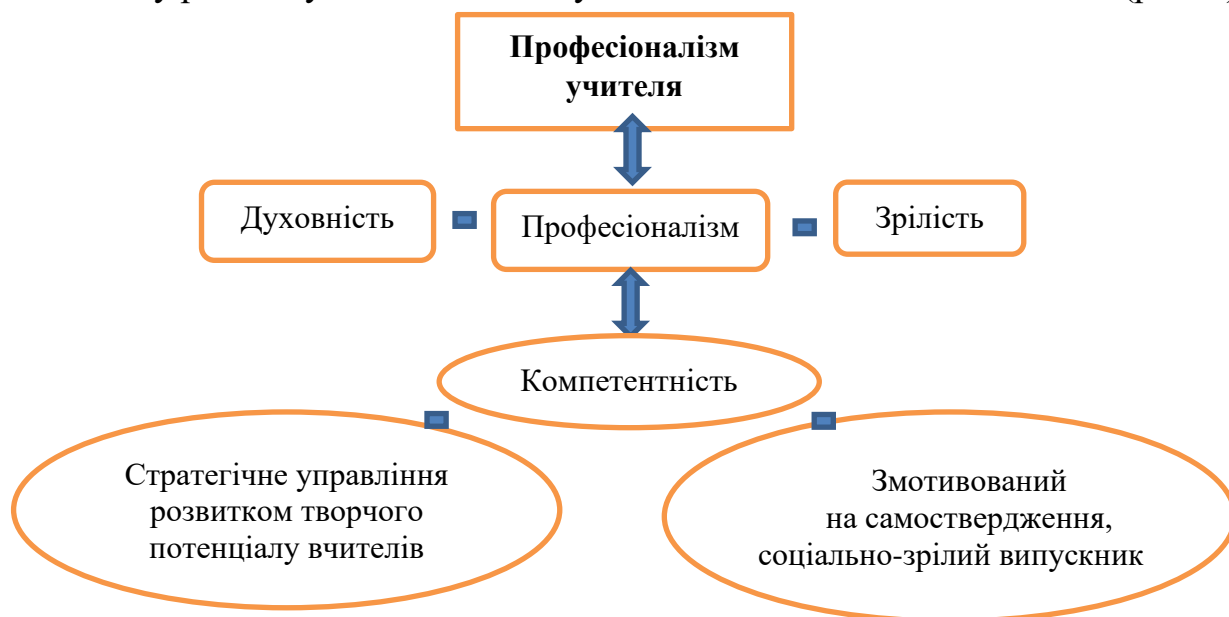 Професіоналізм
учителя
Духовність
Професіоналізм
Зрілість
Компетентність
Стратегічне управління
розвитком творчого
потенціалу вчителів
Змотивований
на самоствердження,
соціально-зрілий випускник